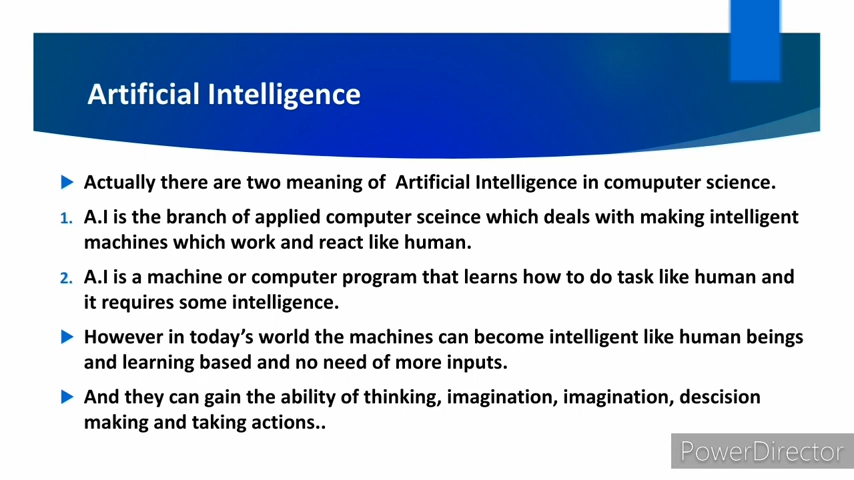 Artificial Intelligence
Actually there are two meaning of Artificial Intelligence in comuputer science.
1. A.I is the branch of applied computer sceince which deals with making intelligent
machines which work and react like human.
2. A.I is a machine or computer program that learns how to do task like human and
it requires some intelligence.
However in today's world the machines can become intelligent like human beings
and learning based and no need of more inputs.
And they can gain the ability of thinking, imagination, imagination, descision
making and taking actions..
PowerDirector